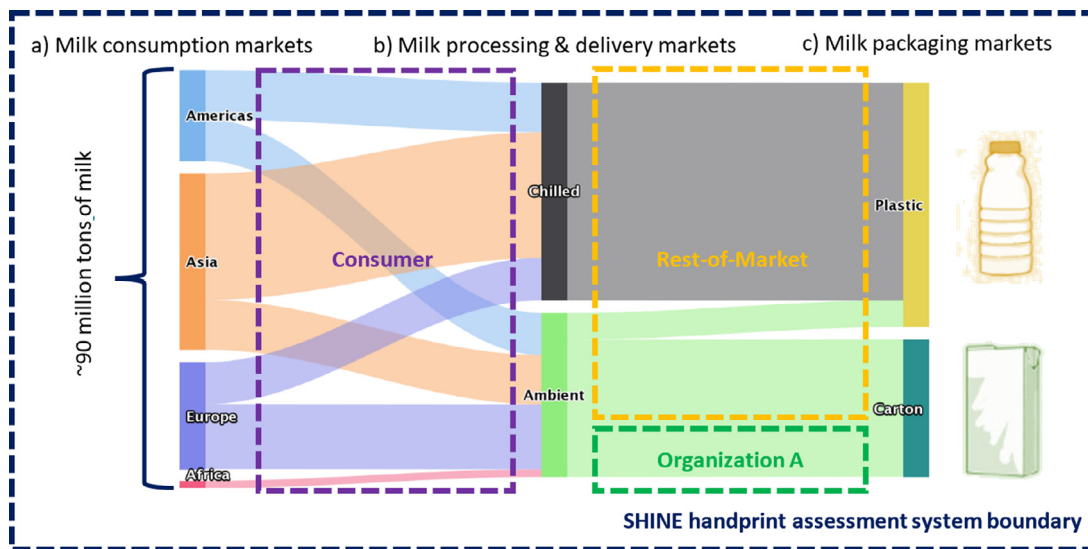 a) Milk consumption markets
b) Milk processing & delivery markets
c) Milk packaging markets
~90 million tons of milk
Americas
Asia
Europe
Africa
Consumer
Chilled
Ambient
Rest-of-Market
Organization A
Plastic
Carton
SHINE handprint assessment system boundary